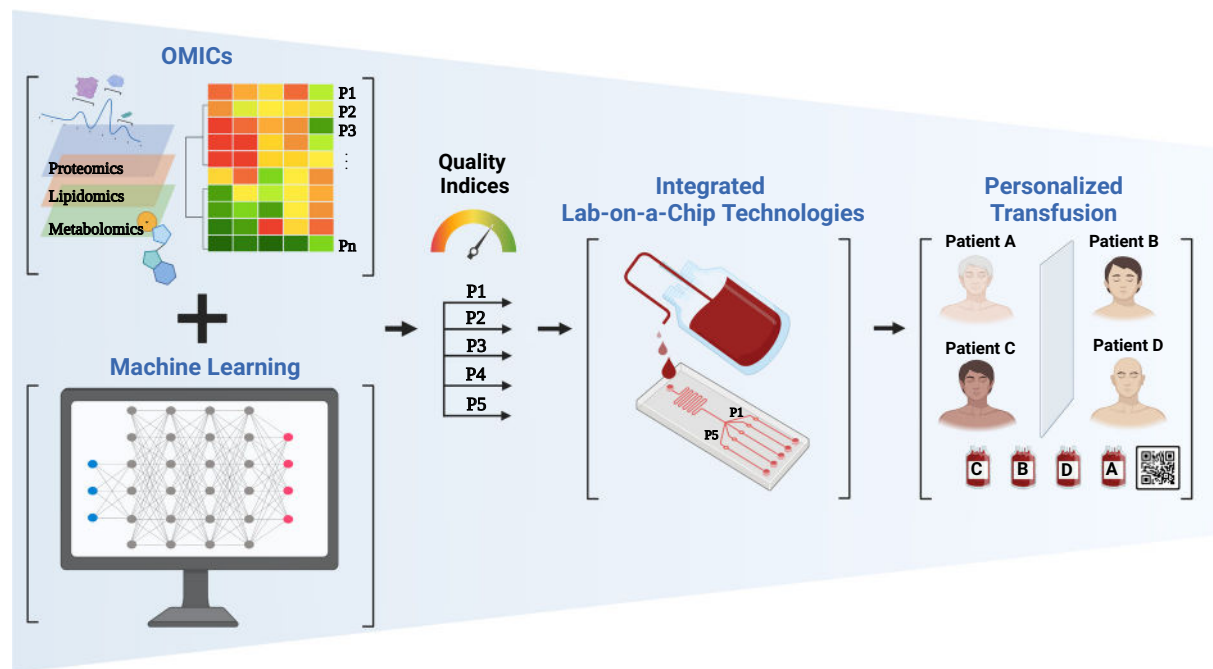 OMICs
P1
P2
P3
Proteomics
Lipidomics
Metabolomics
Pn
Machine Learning
Quality
Indices
P1
P2
P3
P4
P5
Integrated
Lab-on-a-Chip Technologies
P1
P5
Personalized
Transfusion
Patient A
Patient B
Patient C
Patient D
C
B
D
A